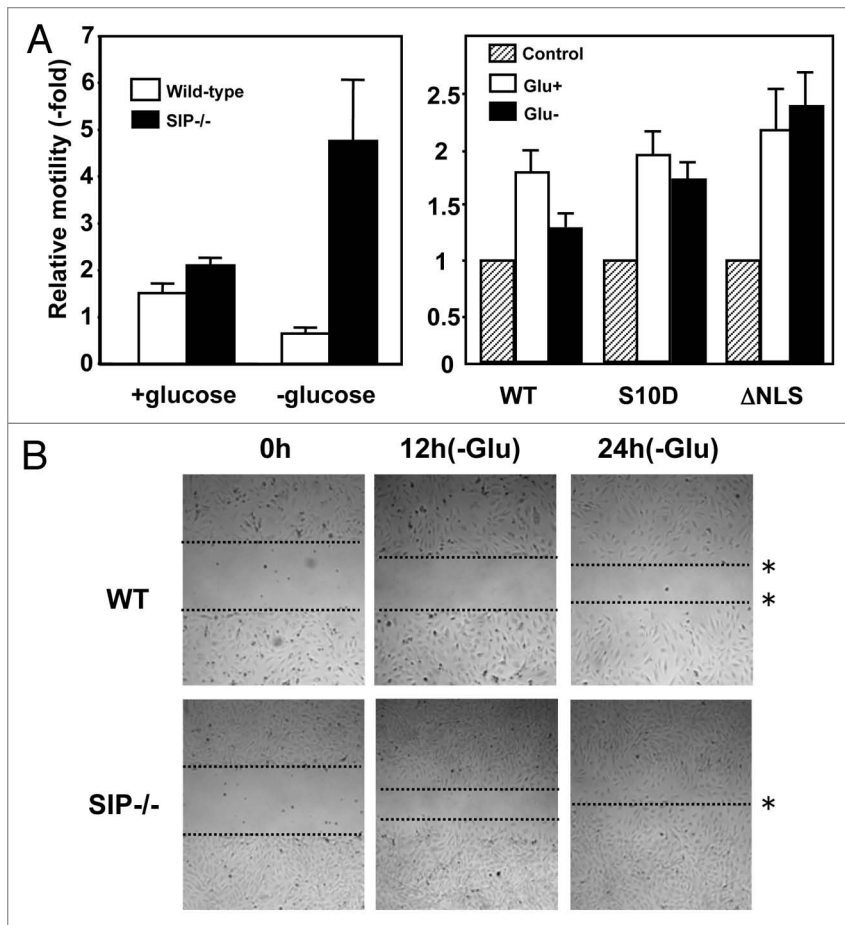 A
Relative motility (-fold)
7
6
5
4
3
2
1
0
Wild-type
SIP-/-
+glucose
-glucose
Control
Glu+
Glu-
2.5
2
1.5
1
0.5
0
WT
S10D
ΔNLS
B
0h
12h(-Glu)
24h(-Glu)
WT
*
*
SIP-/-
*